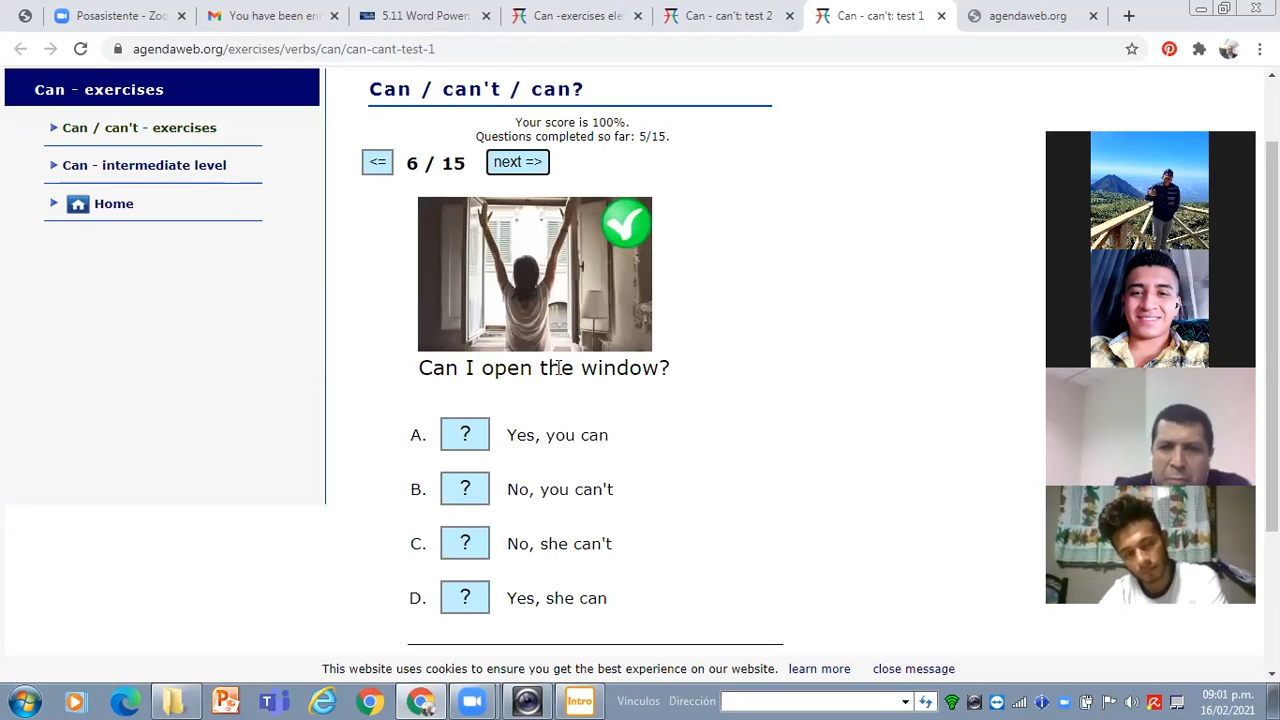 Posasistente - Zoo
You have been en
5.11 Word Power:
Can -exercises ele
Can - can't: test 2
Can - can't: test 1
agendaweb.org
agendaweb.org/exercises/verbs/can/can-cant-test-1
Can - exercises
Can / can't - exercises
Can - intermediate level
Home
Can / can't / can?
Your score is 100%.
Questions completed so far: 5/15.
<=
6 / 15
next =>
Can I open the window?
A. ? Yes, you can
B. ? No, you can't
C. ? No, she can't
D. ? Yes, she can
This website uses cookies to ensure you get the best experience on our website. learn more close message
Intro
Vínculos
Dirección
09:01 p.m.
16/02/2021